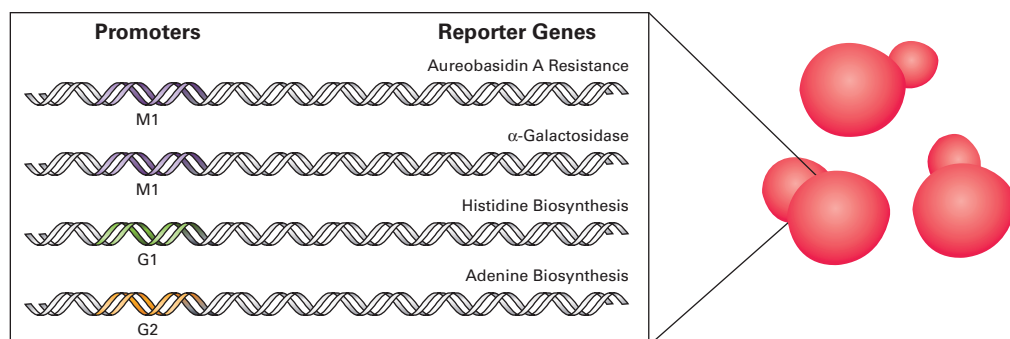 Promoters Reporter Genes
Aureobasidin A Resistance
M1
α-Galactosidase
M1
Histidine Biosynthesis
G1
Adenine Biosynthesis
G2